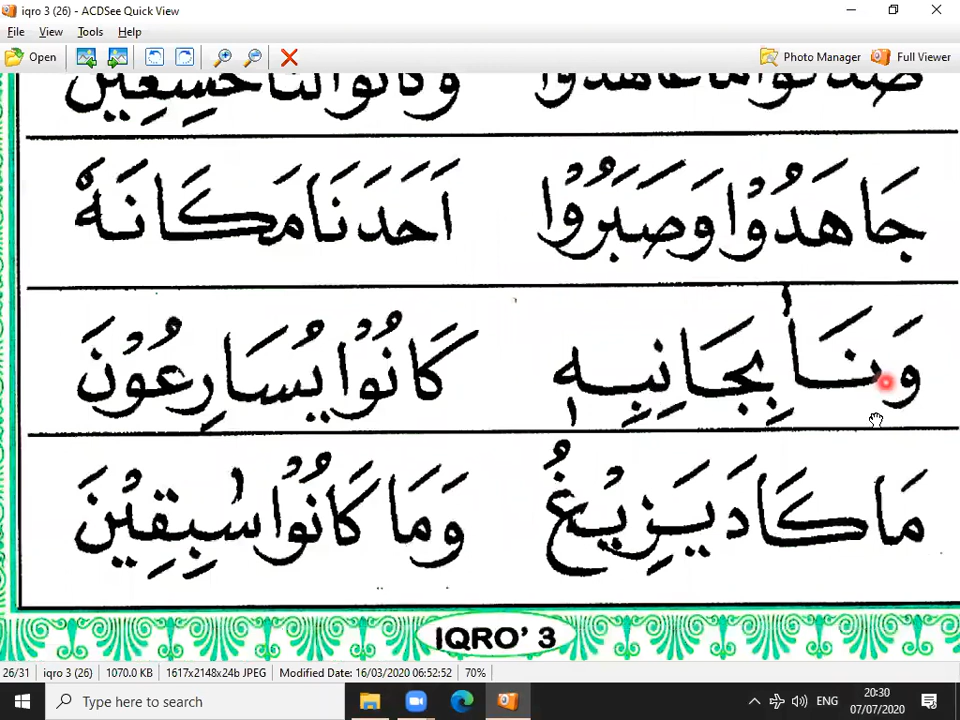 iqro 3 (26) - ACDSee Quick View
File View Tools Help
Open Photo Manager Full Viewer
وَكَانُوْا لَنَا خٰشِعِيْنَ
جَاهَدُوْا وَصَبَرُوْا اَحَدَنَا مَكَانَهٗ
وَنَاٰ بِجَانِبِهٖ كَانُوْا يُسَارِعُوْنَ
مَا كَادَ يَزِيْغُ وَمَا كَانُوْا سٰبِقِيْنَ
IQRO' 3
26/31 iqro 3 (26) 1070.0 KB 1617x2148x24b JPEG Modified Date: 16/03/2020 06:52:52 70%
Type here to search ENG 20:30 07/07/2020